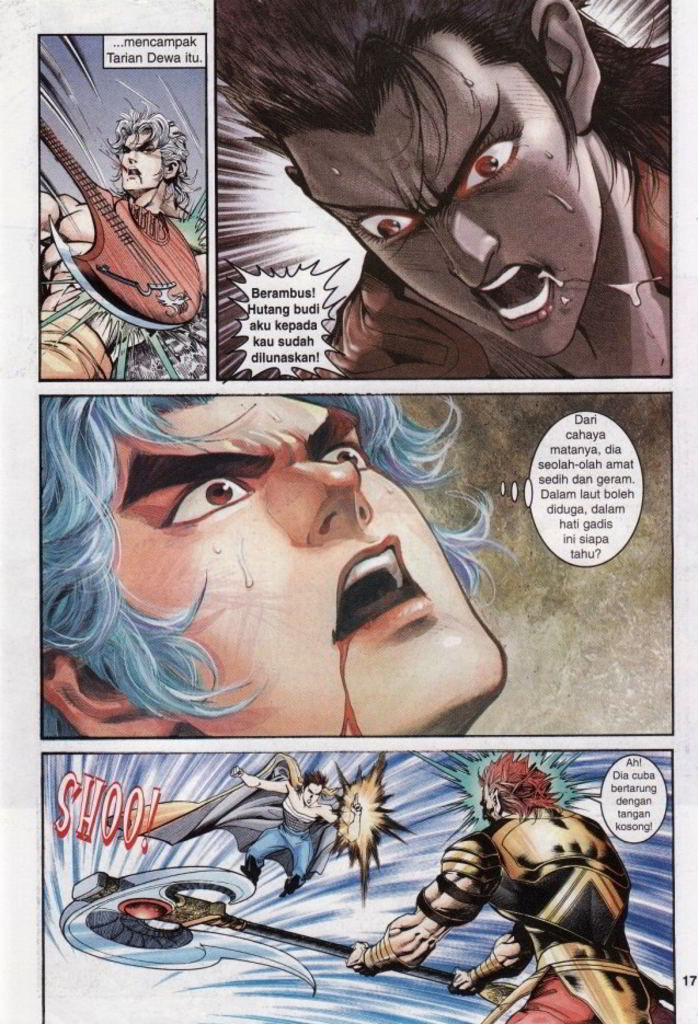 ...mencampak
Tarian Dewa itu.
Berambus!
Hutang budi
aku kepada
kau sudah
dilunaskan!
Dari
cahaya
matanya, dia
seolah-olah amat
sedih dan geram.
Dalam laut boleh
diduga, dalam
hati gadis
ini siapa
tahu?
SHOO!
Ah!
Dia cuba
bertarung
dengan
tangan
kosong!
17